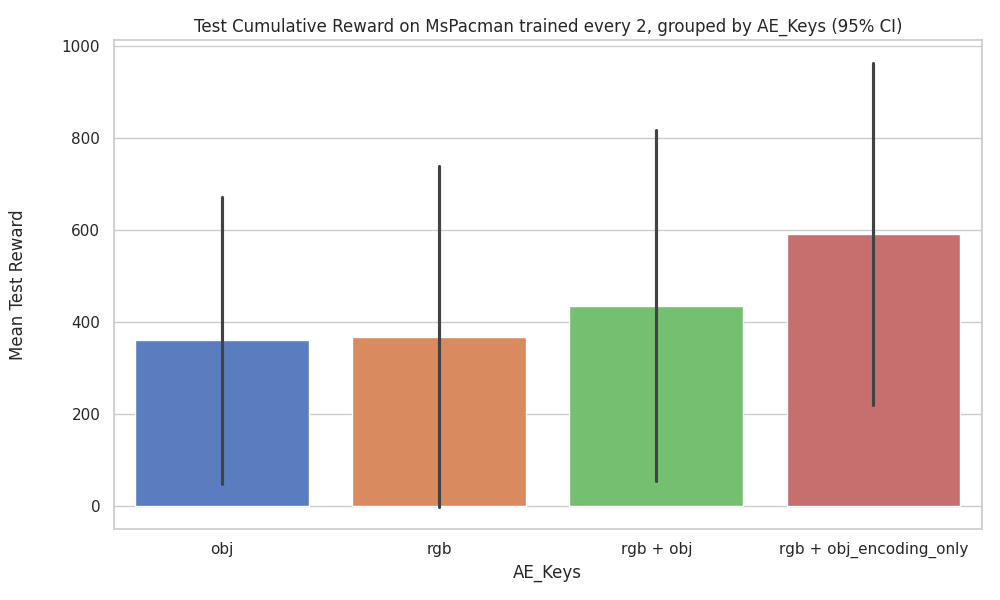 Test Cumulative Reward on MsPacman trained every 2, grouped by AE_Keys (95% CI)
1000
800
600
400
200
0
Mean Test Reward
obj
rgb
rgb + obj
rgb + obj_encoding_only
AE_Keys